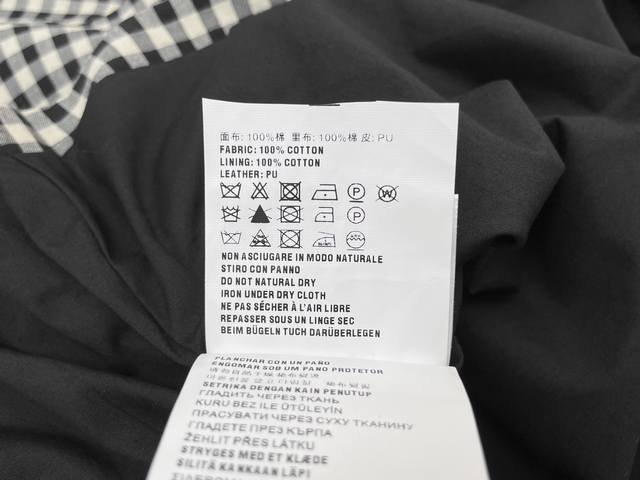 面布: 100%棉 里布: 100%棉 皮: PU
FABRIC: 100% COTTON
LINING: 100% COTTON
LEATHER: PU
P W
P
NON ASCIUGARE IN MODO NATURALE
STIRO CON PANNO
DO NOT NATURAL DRY
IRON UNDER DRY CLOTH
NE PAS SÉCHER À L'AIR LIBRE
REPASSER SOUS UN LINGE SEC
BEIM BÜGELN TUCH DARÜBERLEGEN
PLANCHAR CON UN PAÑO
ENGOMAR SOB UM PANO PROTETOR
SETRIKA DENGAN KAIN PENUTUP
ГЛАДИТЬ ЧЕРЕЗ ТКАНЬ
KURU BEZ ILE ÜTÜLEYİN
ПРАСУВАТИ ЧЕРЕЗ СУХУ ТКАНИНУ
ГЛАДЕТЕ ПРЕЗ КЪРПА
ŽEHLIT PŘES LÁTKU
STRYGES MED ET KLÆDE
SILITÄ KANKAAN LÄPI